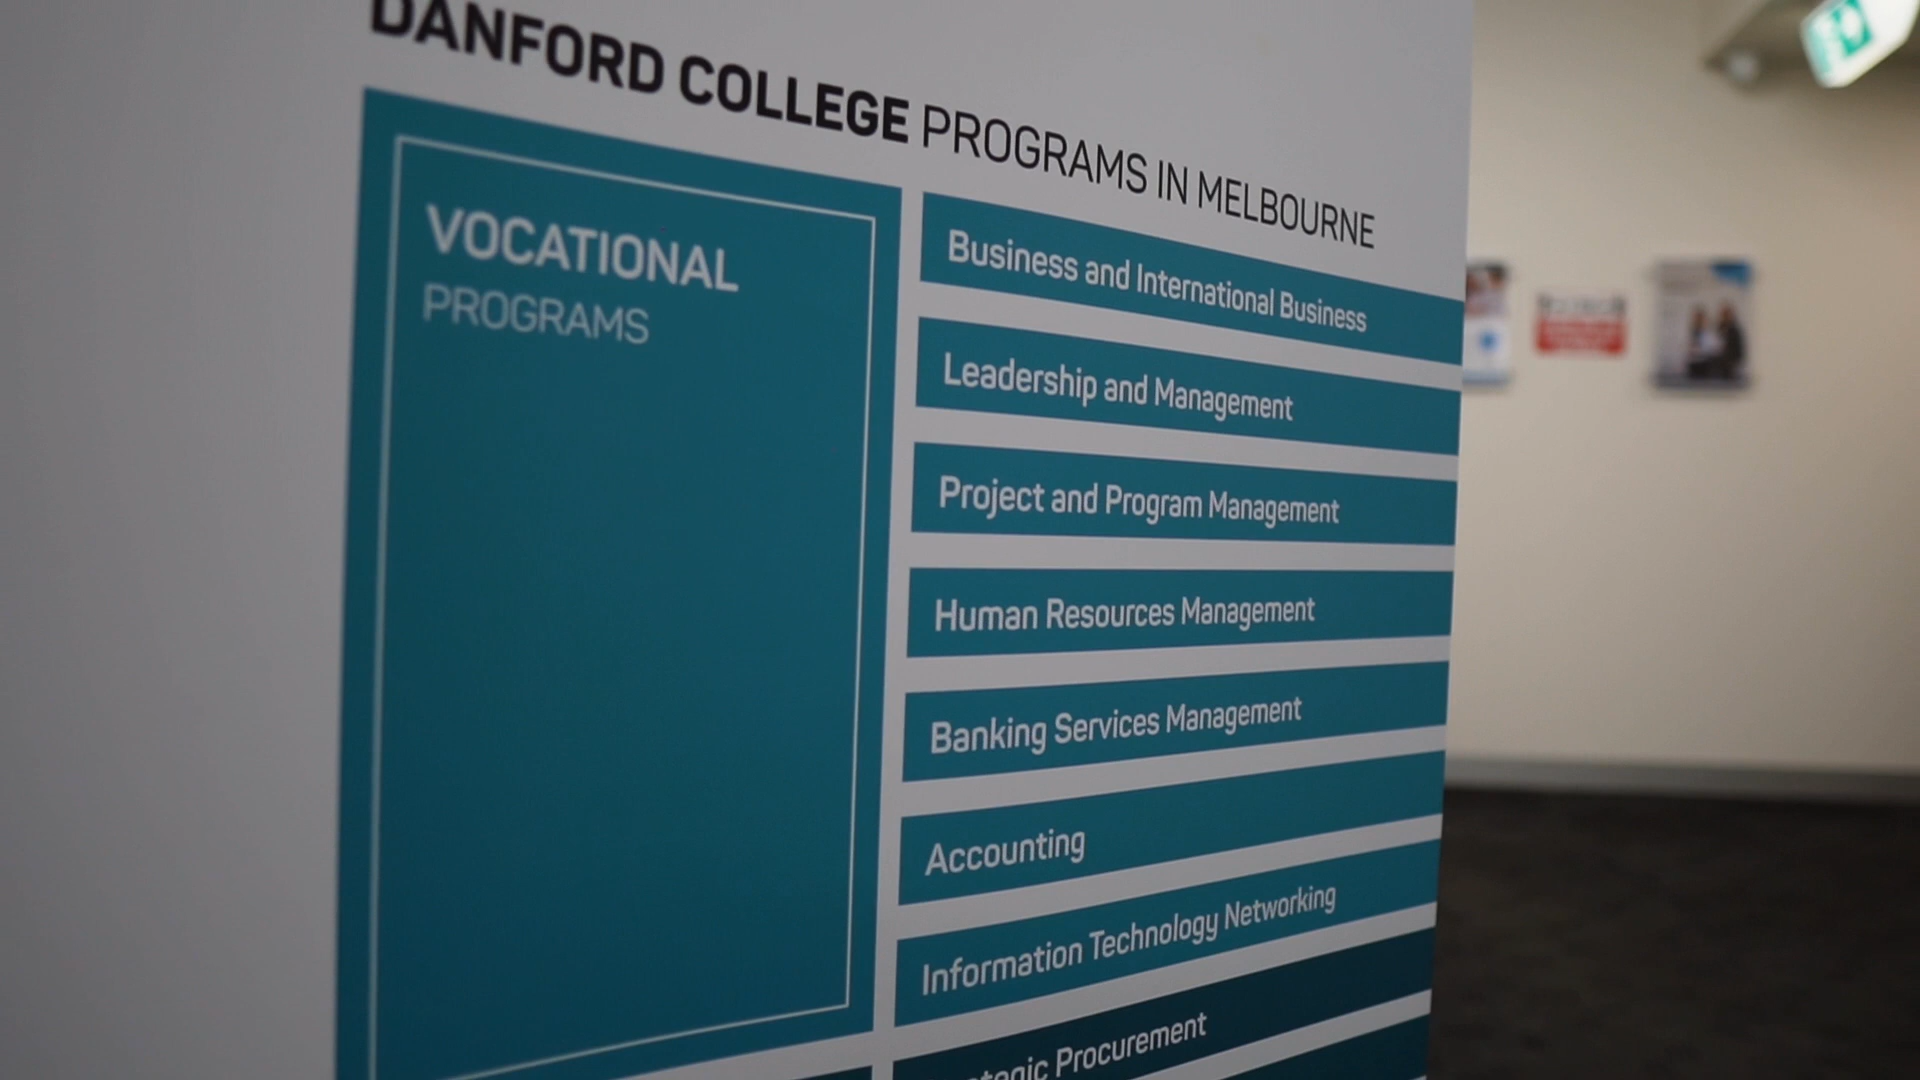 DANFORD COLLEGE PROGRAMS IN MELBOURNE
VOCATIONAL
PROGRAMS
Business and International Business
Leadership and Management
Project and Program Management
Human Resources Management
Banking Services Management
Accounting
Information Technology Networking
Procurement